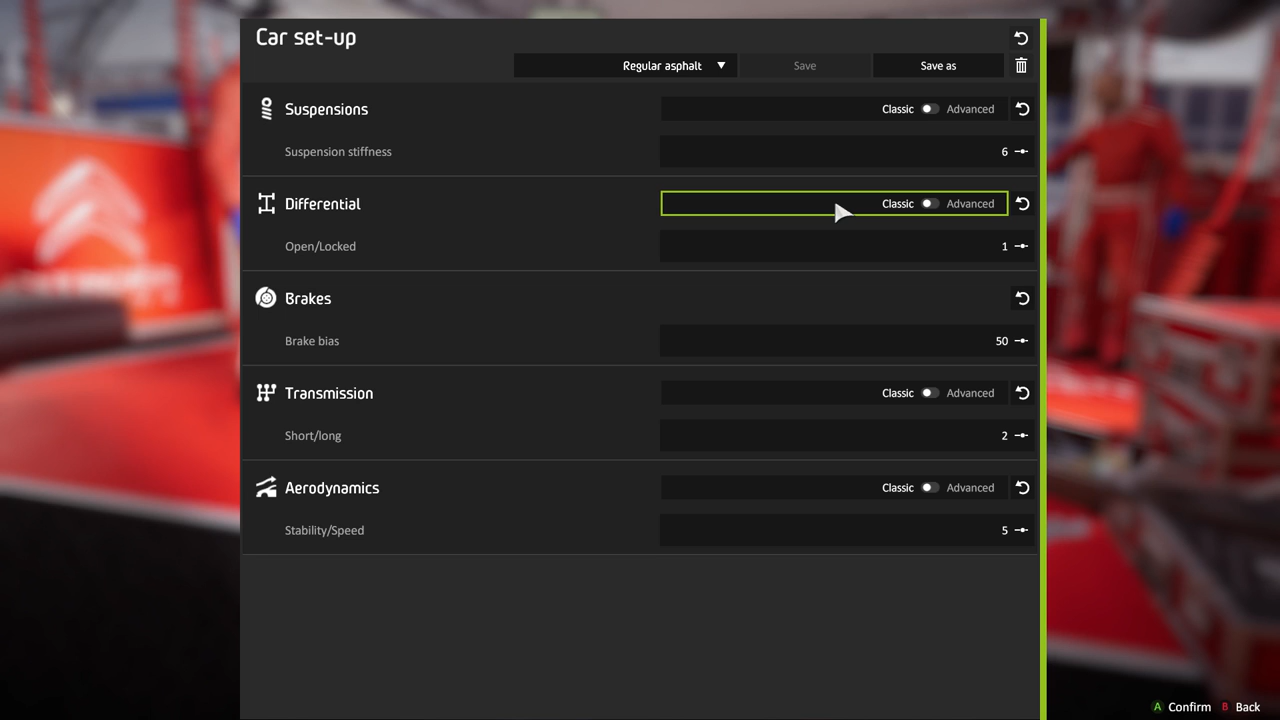 Car set-up
Regular asphalt
Save
Save as
Suspensions
Classic Advanced
Suspension stiffness
6
Differential
Classic Advanced
Open/Locked
1
Brakes
Brake bias
50
Transmission
Classic Advanced
Short/long
2
Aerodynamics
Classic Advanced
Stability/Speed
5
A Confirm B Back